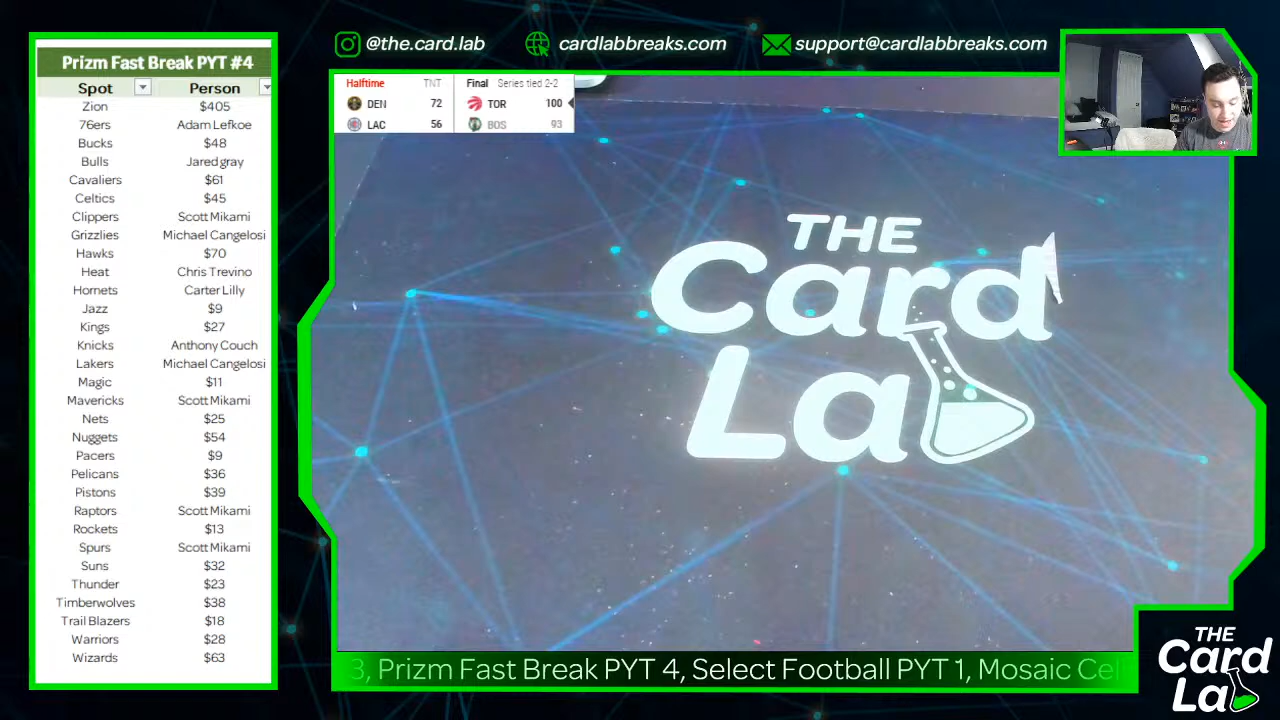 Prizm Fast Break PYT #4
Spot Person
Zion $405
76ers Adam Lefkoe
Bucks $48
Bulls Jared gray
Cavaliers $61
Celtics $45
Clippers Scott Mikami
Grizzlies Michael Cangelosi
Hawks $70
Heat Chris Trevino
Hornets Carter Lilly
Jazz $9
Kings $27
Knicks Anthony Couch
Lakers Michael Cangelosi
Magic $11
Mavericks Scott Mikami
Nets $25
Nuggets $54
Pacers $9
Pelicans $36
Pistons $39
Raptors Scott Mikami
Rockets $13
Spurs Scott Mikami
Suns $32
Thunder $23
Timberwolves $38
Trail Blazers $18
Warriors $28
Wizards $63
@the.card.lab cardlabbreaks.com support@cardlabbreaks.com
Halftime TNT
DEN 72
LAC 56
Final Series tied 2-2
TOR 100
BOS 93
THE
Card
Lab
3, Prizm Fast Break PYT 4, Select Football PYT 1, Mosaic Cel
THE
Card
Lab